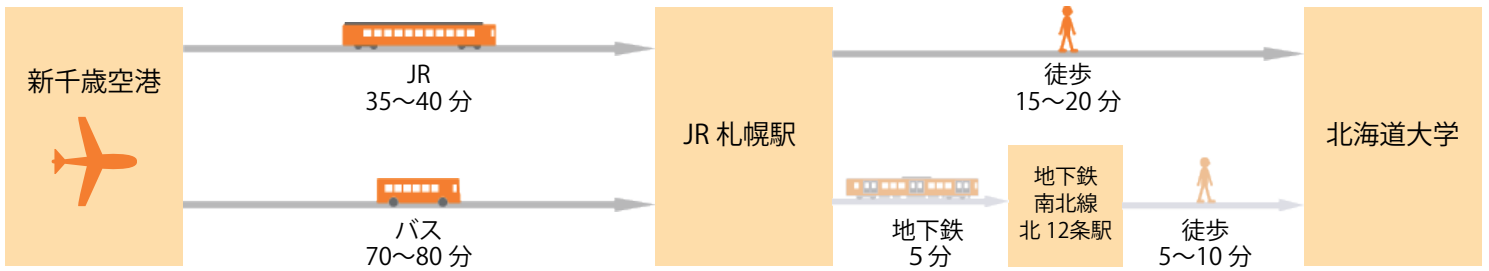 新千歳空港
JR
35〜40 分
バス
70〜80 分
JR 札幌駅
徒歩
15〜20 分
地下鉄
5 分
地下鉄
南北線
北 12条駅
徒歩
5〜10 分
北海道大学